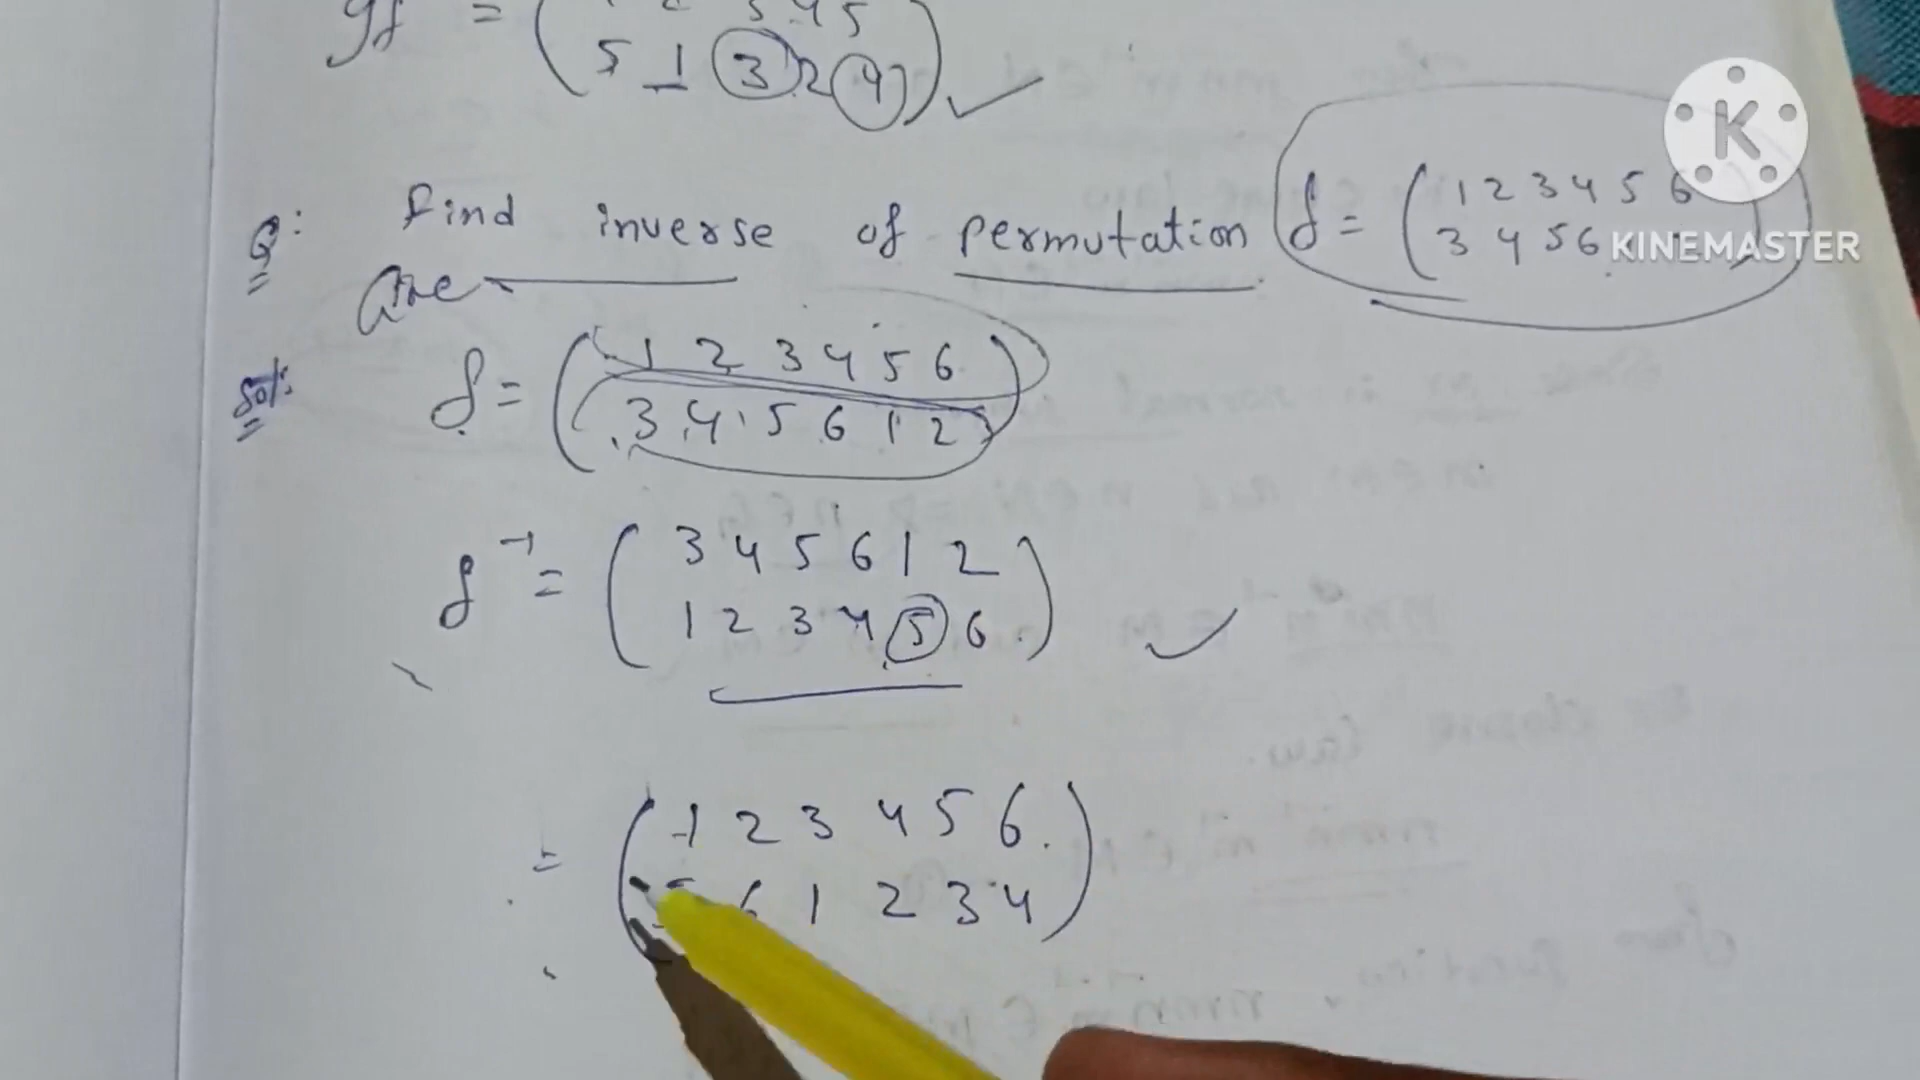 gf = ( 5
5 1 3 2 4 )
K
KINEMASTER
Q: Find inverse of permutation f = ( 1 2 3 4 5 6
3 4 5 6
are
Sol: f = ( 1 2 3 4 5 6
3 4 5 6 1 2 )
f⁻¹ = ( 3 4 5 6 1 2
1 2 3 4 5 6 )
= ( 1 2 3 4 5 6
5 6 1 2 3 4 )